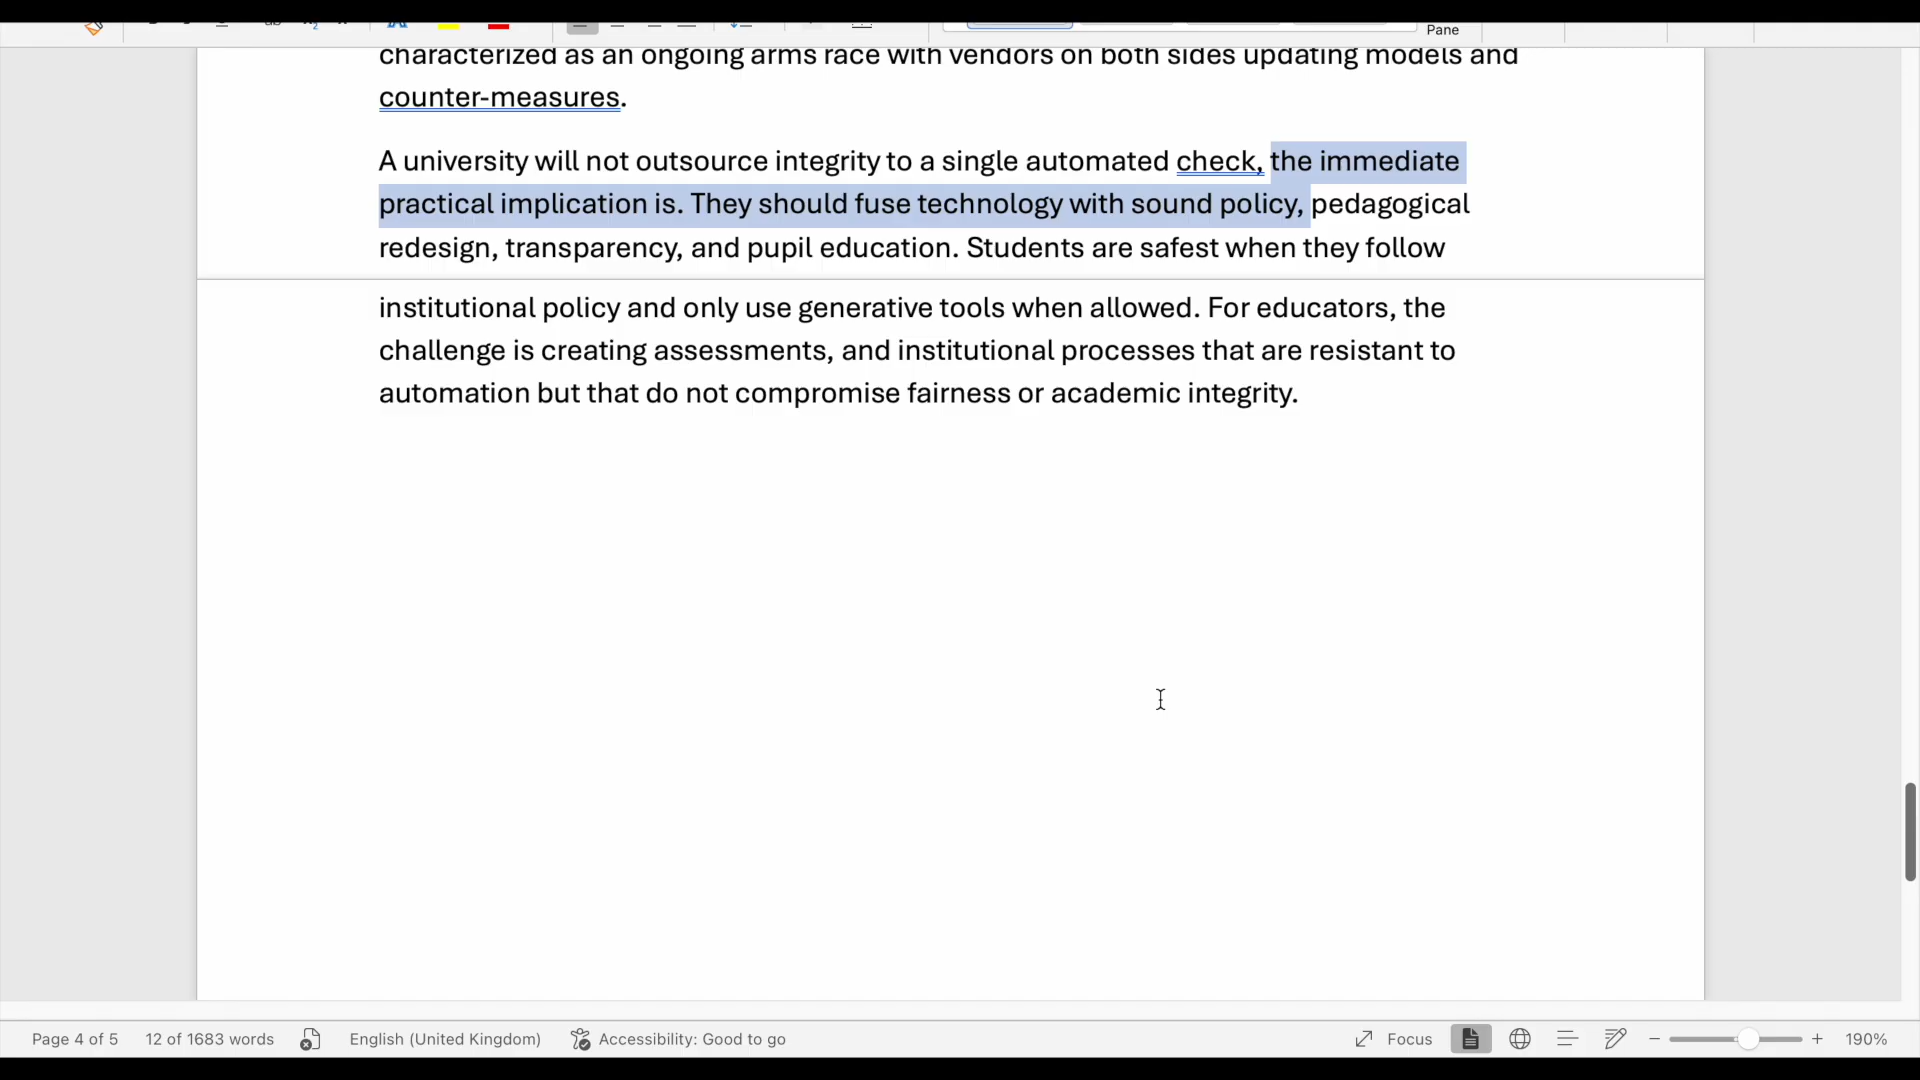 Pane
characterized as an ongoing arms race with vendors on both sides updating models and
counter-measures.
A university will not outsource integrity to a single automated check, the immediate
practical implication is. They should fuse technology with sound policy, pedagogical
redesign, transparency, and pupil education. Students are safest when they follow
institutional policy and only use generative tools when allowed. For educators, the
challenge is creating assessments, and institutional processes that are resistant to
automation but that do not compromise fairness or academic integrity.
Page 4 of 5 12 of 1683 words English (United Kingdom) Accessibility: Good to go Focus 190%